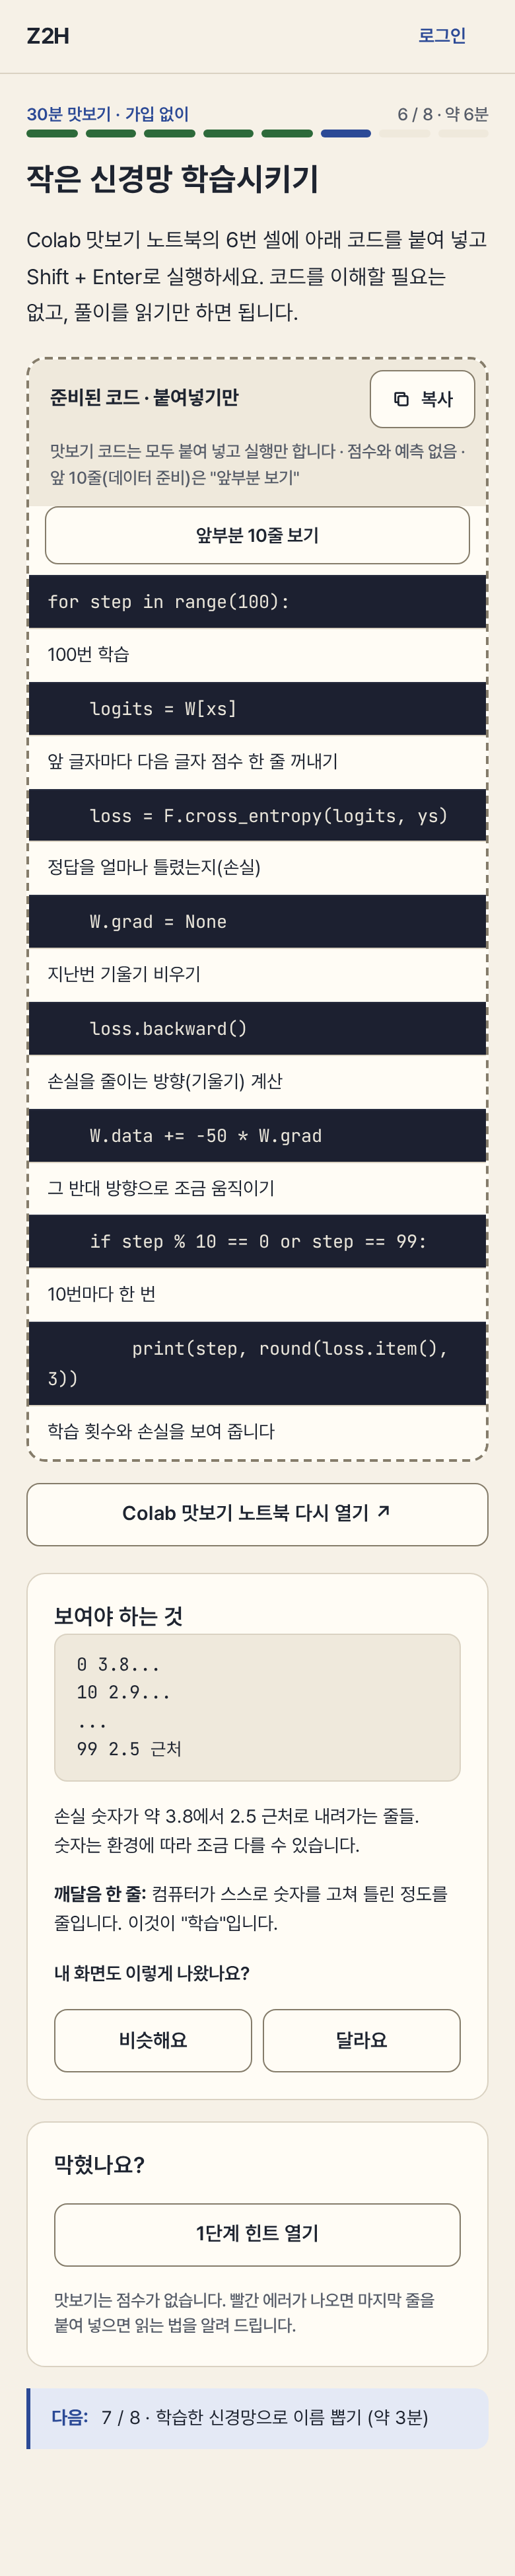 Z2H
로그인
30분 맛보기 · 가입 없이
6 / 8 · 약 6분
작은 신경망 학습시키기
Colab 맛보기 노트북의 6번 셀에 아래 코드를 붙여 넣고
Shift + Enter로 실행하세요. 코드를 이해할 필요는
없고, 풀이를 읽기만 하면 됩니다.
준비된 코드 · 붙여넣기만
복사
맛보기 코드는 모두 붙여 넣고 실행만 합니다 · 점수와 예측 없음 ·
앞 10줄(데이터 준비)은 "앞부분 보기"
앞부분 10줄 보기
for step in range(100):
100번 학습
logits = W[xs]
앞 글자마다 다음 글자 점수 한 줄 꺼내기
loss = F.cross_entropy(logits, ys)
정답을 얼마나 틀렸는지(손실)
W.grad = None
지난번 기울기 비우기
loss.backward()
손실을 줄이는 방향(기울기) 계산
W.data += -50 * W.grad
그 반대 방향으로 조금 움직이기
if step % 10 == 0 or step == 99:
10번마다 한 번
print(step, round(loss.item(),
3))
학습 횟수와 손실을 보여 줍니다
Colab 맛보기 노트북 다시 열기 ↗
보여야 하는 것
0 3.8...
10 2.9...
...
99 2.5 근처
손실 숫자가 약 3.8에서 2.5 근처로 내려가는 줄들.
숫자는 환경에 따라 조금 다를 수 있습니다.
깨달음 한 줄: 컴퓨터가 스스로 숫자를 고쳐 틀린 정도를
줄입니다. 이것이 "학습"입니다.
내 화면도 이렇게 나왔나요?
비슷해요
달라요
막혔나요?
1단계 힌트 열기
맛보기는 점수가 없습니다. 빨간 에러가 나오면 마지막 줄을
붙여 넣으면 읽는 법을 알려 드립니다.
다음: 7 / 8 · 학습한 신경망으로 이름 뽑기 (약 3분)